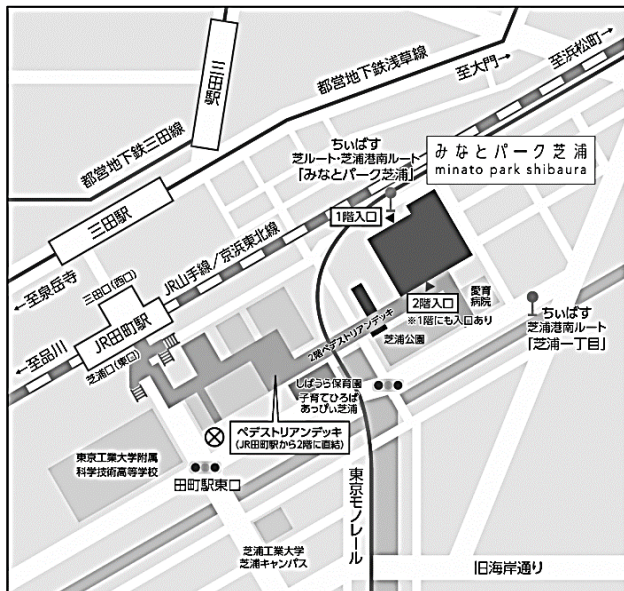 三田駅
都営地下鉄浅草線
至大門→
至浜松町→
都営地下鉄三田線
ちぃばす
芝ルート・芝浦港南ルート
「みなとパーク芝浦」
みなとパーク芝浦
minato park shibaura
1階入口
三田駅
JR山手線/京浜東北線
←至泉岳寺
三田口(西口)
JR田町駅
←至品川
芝浦口(東口)
2階入口
※1階にも入口あり
愛育
病院
ちぃばす
芝浦港南ルート
「芝浦一丁目」
2階ペデストリアンデッキ
芝浦公園
しばうら保育園
子育てひろば
あっぴぃ芝浦
ペデストリアンデッキ
(JR田町駅から2階に直結)
東京工業大学附属
科学技術高等学校
田町駅東口
東京モノレール
芝浦工業大学
芝浦キャンパス
旧海岸通り